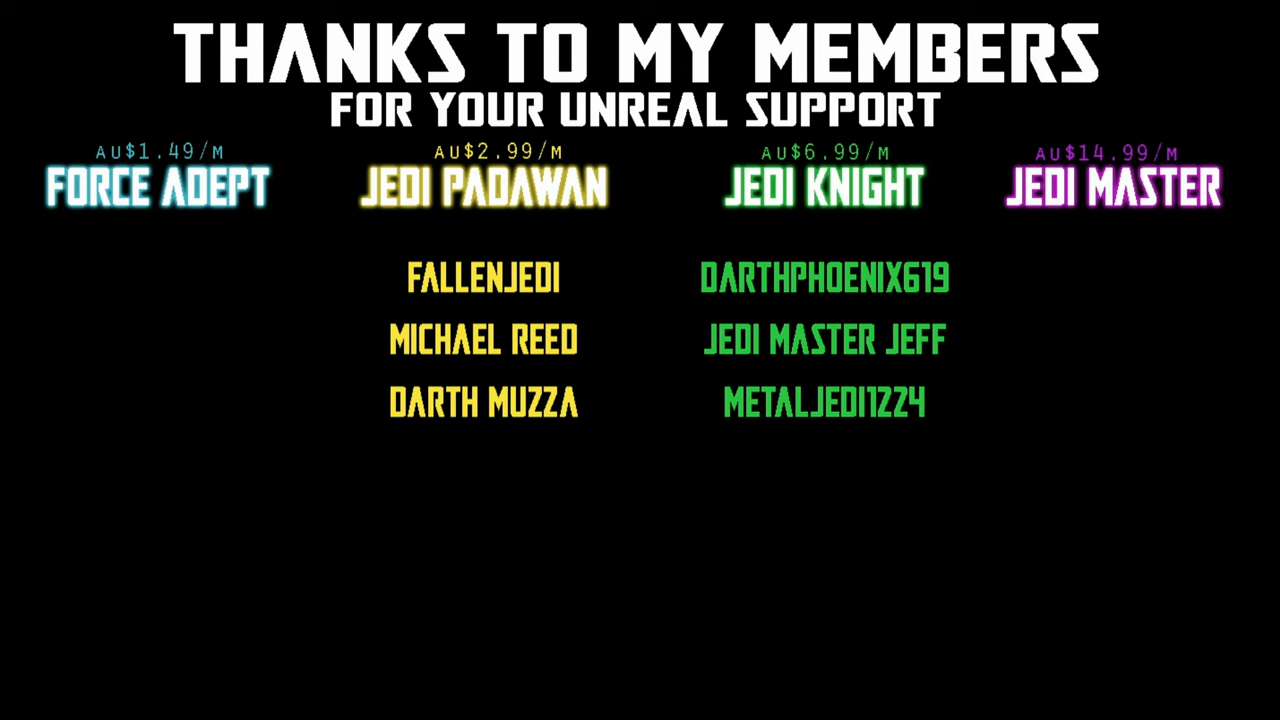 THANKS TO MY MEMBERS
FOR YOUR UNREAL SUPPORT
AU$1.49/M AU$2.99/M AU$6.99/M AU$14.99/M
FORCE ADEPT JEDI PADAWAN JEDI KNIGHT JEDI MASTER
FALLENJEDI DARTHPHOENIX619
MICHAEL REED JEDI MASTER JEFF
DARTH MUZZA METALJEDI1224